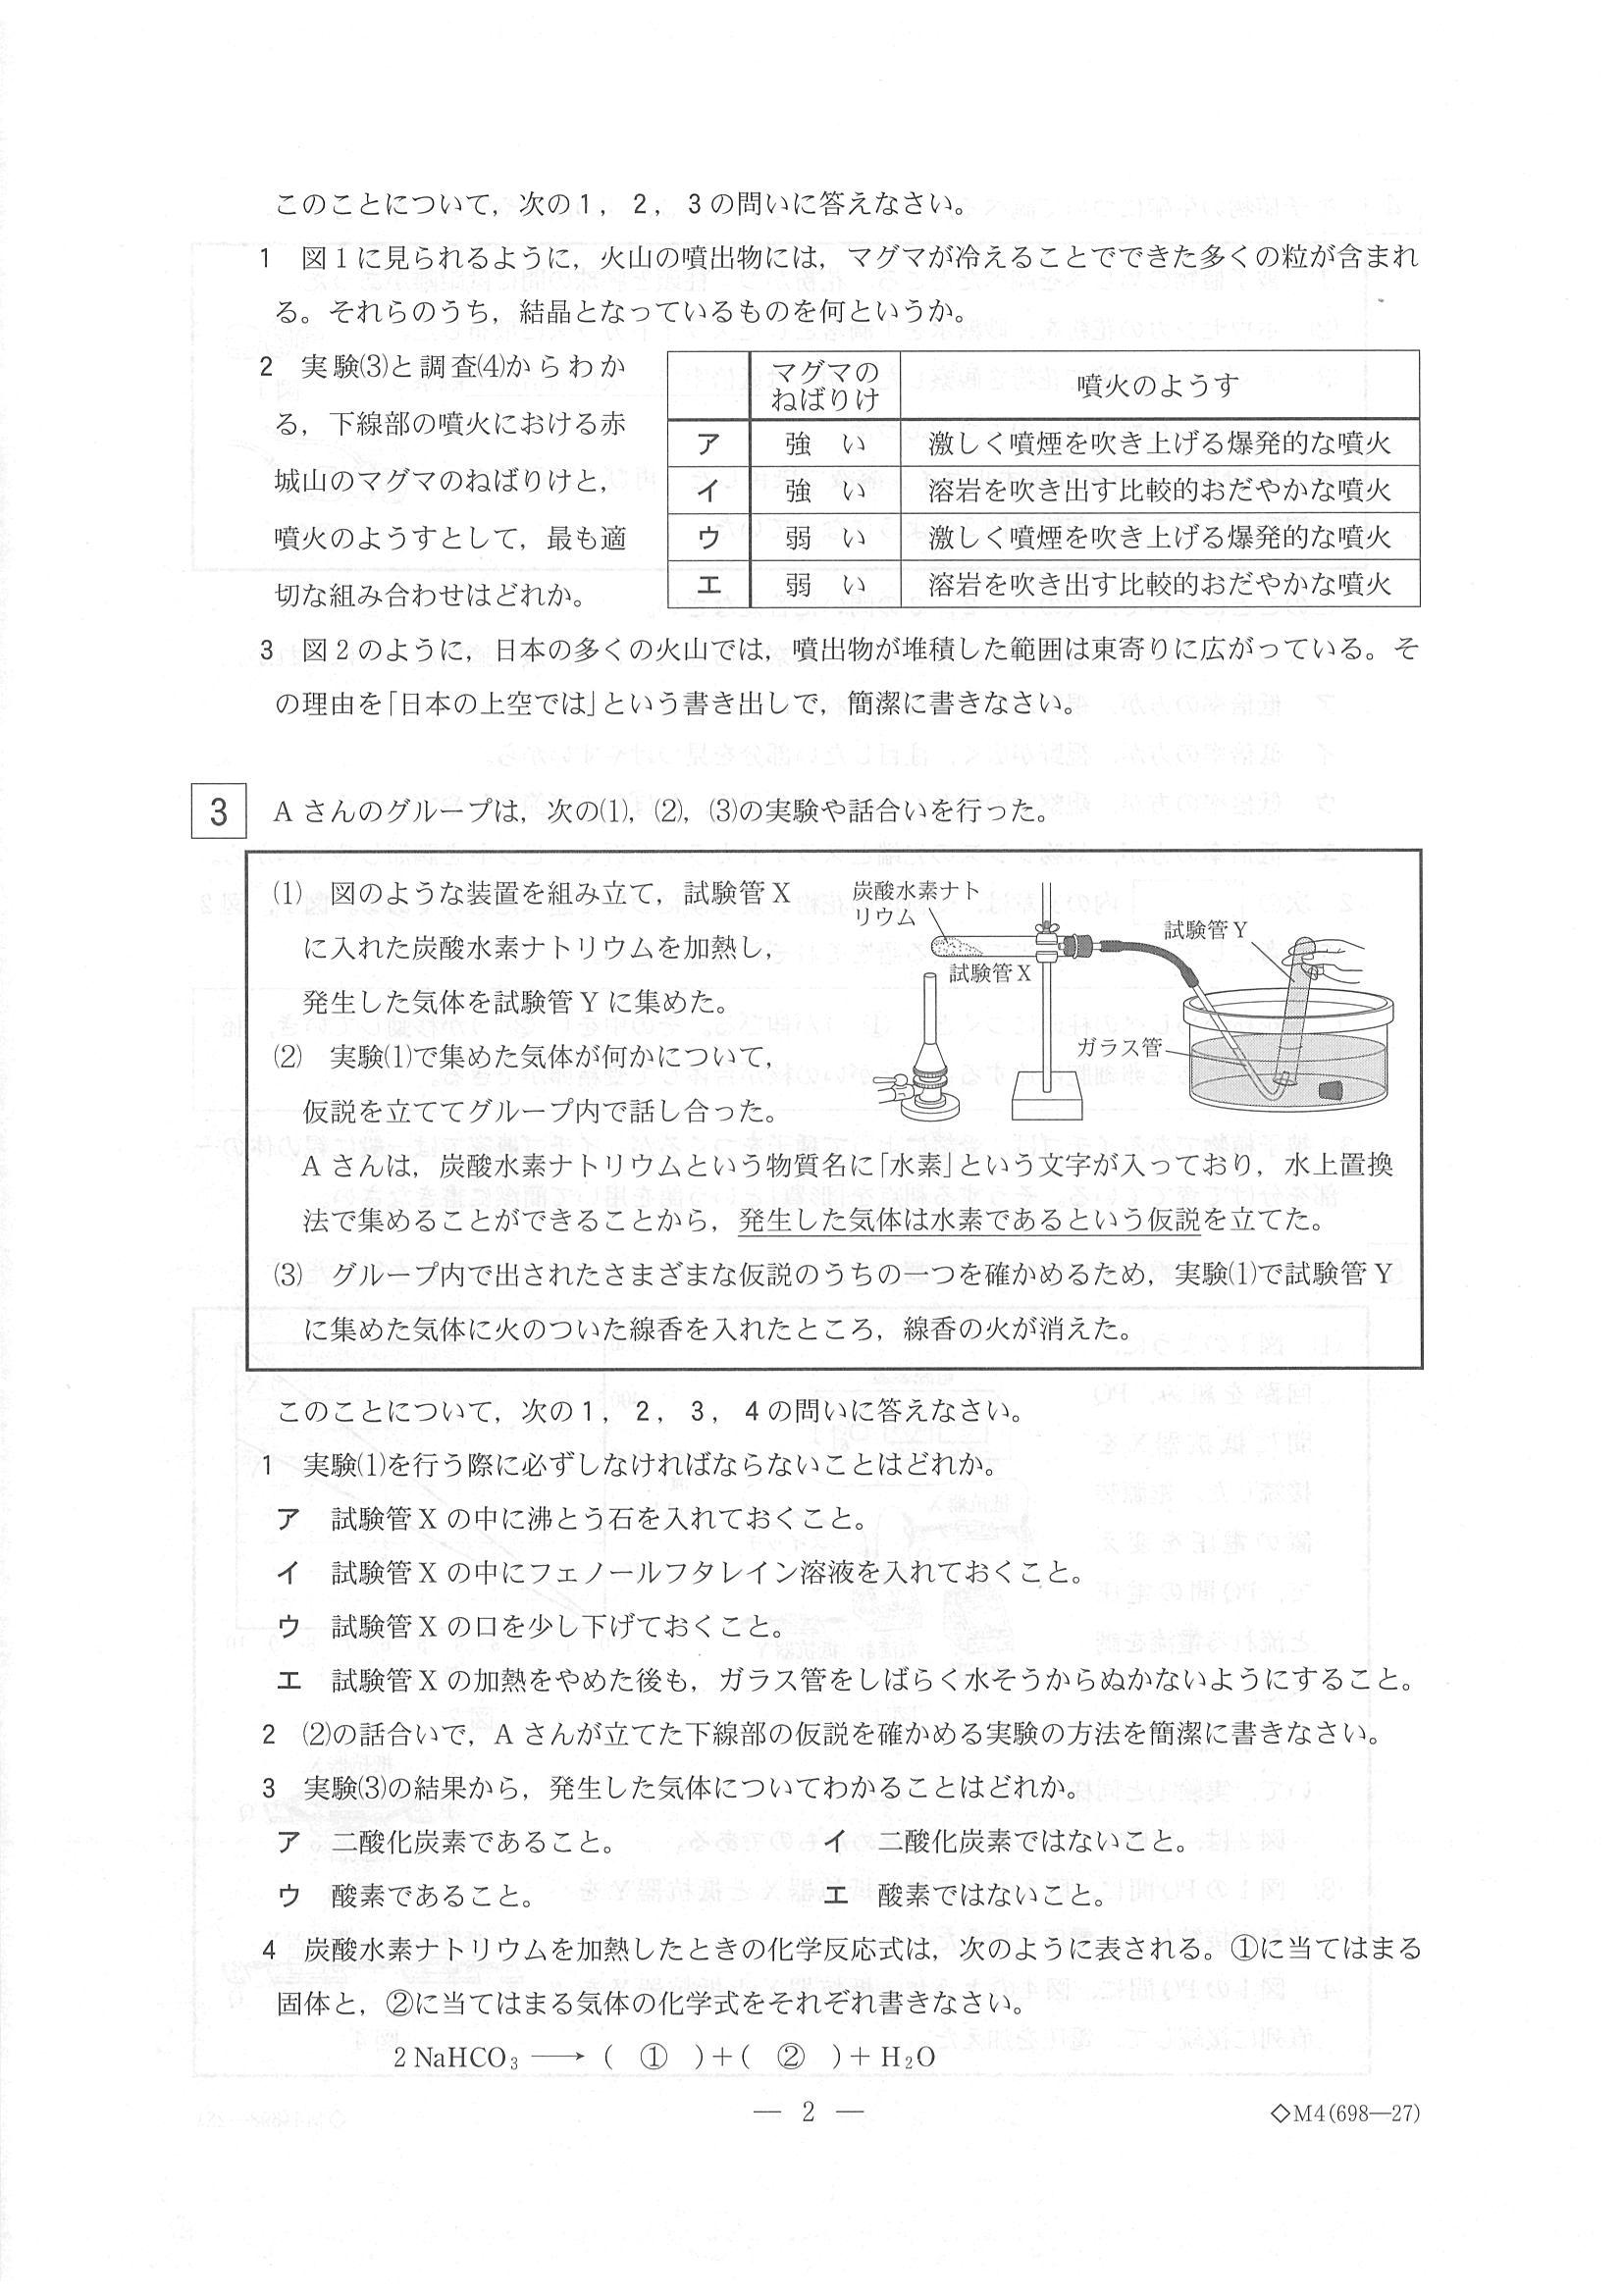 このことについて，次の1，2，3の問いに答えなさい。
1　図1に見られるように，火山の噴出物には，マグマが冷えることでできた多くの粒が含まれ
る。それらのうち，結晶となっているものを何というか。
2　実験⑶と調査⑷からわか
る，下線部の噴火における赤
城山のマグマのねばりけと，
噴火のようすとして，最も適
切な組み合わせはどれか。
マグマの
ねばりけ
噴火のようす
ア　強　い　激しく噴煙を吹き上げる爆発的な噴火
イ　強　い　溶岩を吹き出す比較的おだやかな噴火
ウ　弱　い　激しく噴煙を吹き上げる爆発的な噴火
エ　弱　い　溶岩を吹き出す比較的おだやかな噴火
3　図2のように，日本の多くの火山では，噴出物が堆積した範囲は東寄りに広がっている。そ
の理由を「日本の上空では」という書き出しで，簡潔に書きなさい。
3　Aさんのグループは，次の⑴，⑵，⑶の実験や話合いを行った。
⑴　図のような装置を組み立て，試験管X
に入れた炭酸水素ナトリウムを加熱し，
発生した気体を試験管Yに集めた。
⑵　実験⑴で集めた気体が何かについて，
仮説を立ててグループ内で話し合った。
炭酸水素ナト
リウム
試験管X
試験管Y
ガラス管
Aさんは，炭酸水素ナトリウムという物質名に「水素」という文字が入っており，水上置換
法で集めることができることから，発生した気体は水素であるという仮説を立てた。
⑶　グループ内で出されたさまざまな仮説のうちの一つを確かめるため，実験⑴で試験管Y
に集めた気体に火のついた線香を入れたところ，線香の火が消えた。
このことについて，次の1，2，3，4の問いに答えなさい。
1　実験⑴を行う際に必ずしなければならないことはどれか。
ア　試験管Xの中に沸とう石を入れておくこと。
イ　試験管Xの中にフェノールフタレイン溶液を入れておくこと。
ウ　試験管Xの口を少し下げておくこと。
エ　試験管Xの加熱をやめた後も，ガラス管をしばらく水そうからぬかないようにすること。
2　⑵の話合いで，Aさんが立てた下線部の仮説を確かめる実験の方法を簡潔に書きなさい。
3　実験⑶の結果から，発生した気体についてわかることはどれか。
ア　二酸化炭素であること。　イ　二酸化炭素ではないこと。
ウ　酸素であること。　エ　酸素ではないこと。
4　炭酸水素ナトリウムを加熱したときの化学反応式は，次のように表される。①に当てはまる
固体と，②に当てはまる気体の化学式をそれぞれ書きなさい。
2 NaHCO₃ ⟶ (　①　)＋(　②　)＋H₂O
— 2 —
◇M4(698—27)